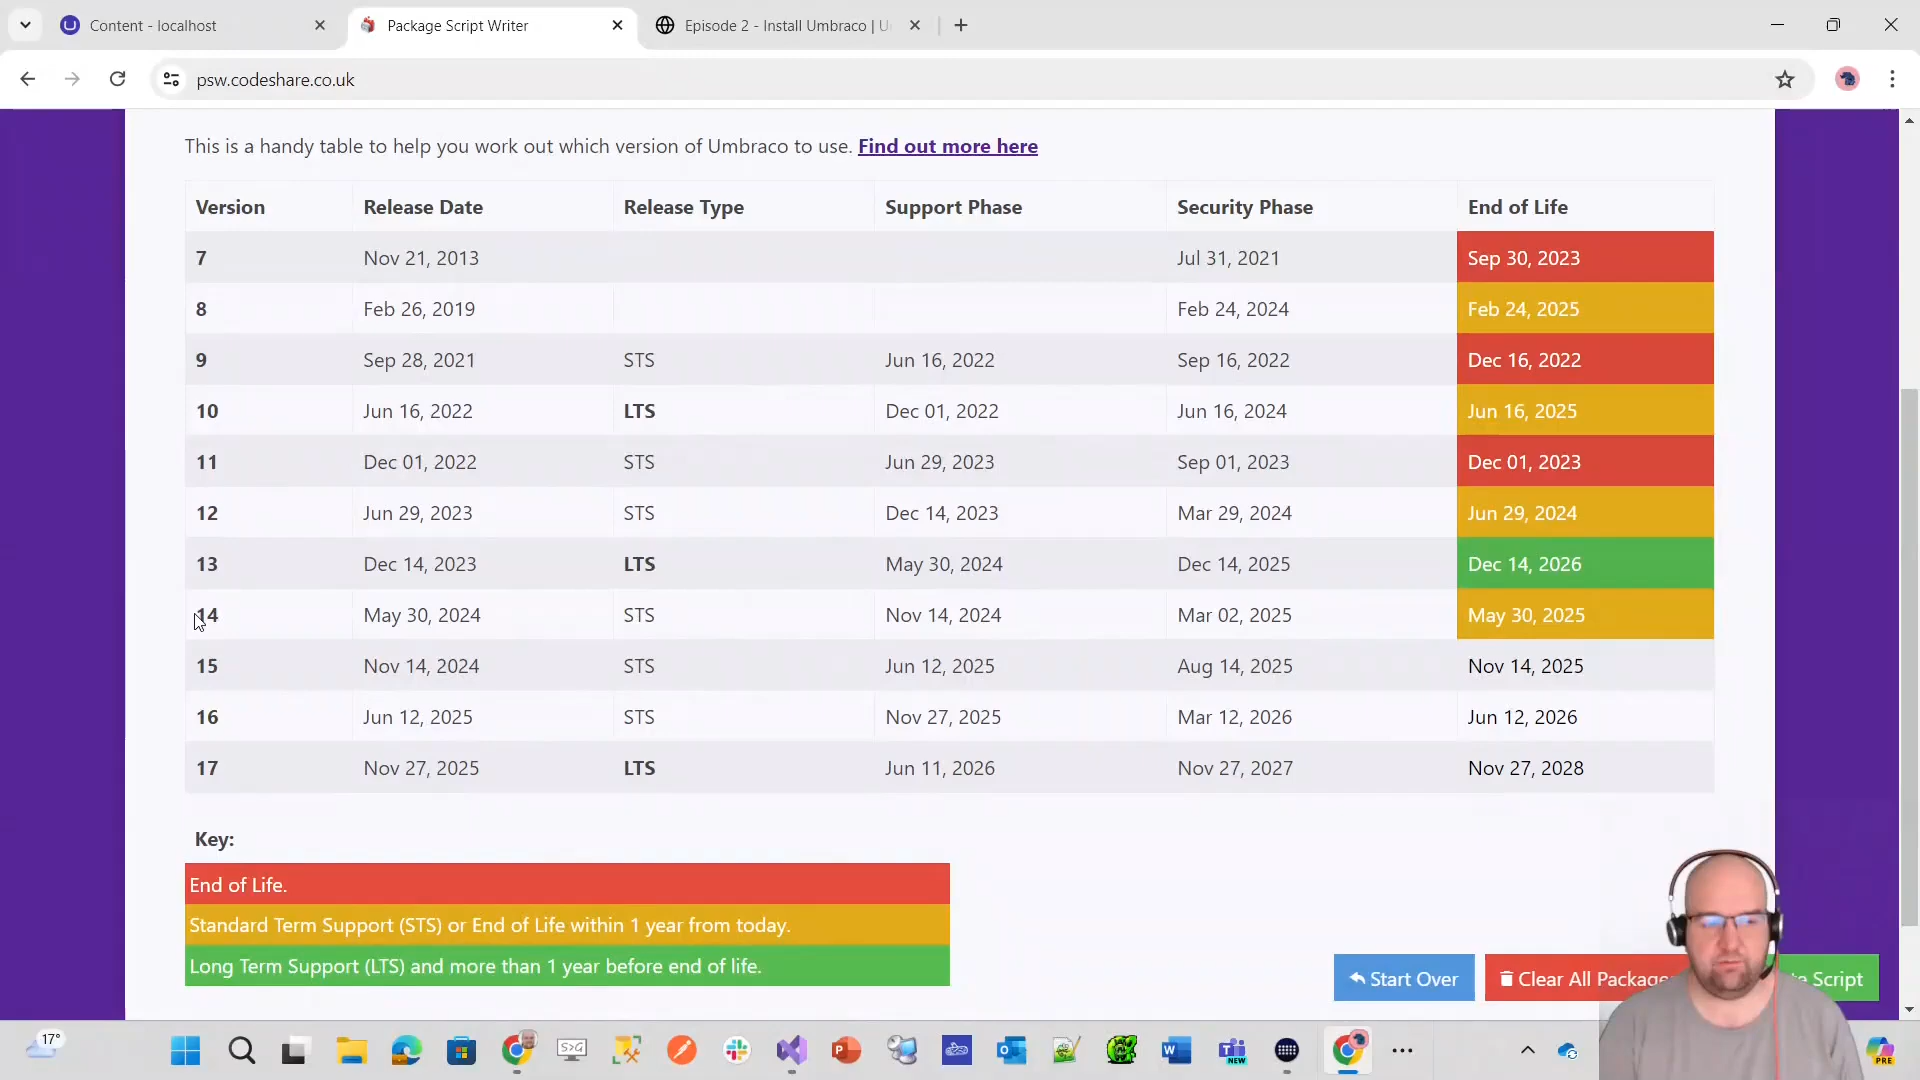 Content - localhost
Package Script Writer
Episode 2 - Install Umbraco |
psw.codeshare.co.uk
This is a handy table to help you work out which version of Umbraco to use. Find out more here
Version Release Date Release Type Support Phase Security Phase End of Life
7 Nov 21, 2013 Jul 31, 2021 Sep 30, 2023
8 Feb 26, 2019 Feb 24, 2024 Feb 24, 2025
9 Sep 28, 2021 STS Jun 16, 2022 Sep 16, 2022 Dec 16, 2022
10 Jun 16, 2022 LTS Dec 01, 2022 Jun 16, 2024 Jun 16, 2025
11 Dec 01, 2022 STS Jun 29, 2023 Sep 01, 2023 Dec 01, 2023
12 Jun 29, 2023 STS Dec 14, 2023 Mar 29, 2024 Jun 29, 2024
13 Dec 14, 2023 LTS May 30, 2024 Dec 14, 2025 Dec 14, 2026
14 May 30, 2024 STS Nov 14, 2024 Mar 02, 2025 May 30, 2025
15 Nov 14, 2024 STS Jun 12, 2025 Aug 14, 2025 Nov 14, 2025
16 Jun 12, 2025 STS Nov 27, 2025 Mar 12, 2026 Jun 12, 2026
17 Nov 27, 2025 LTS Jun 11, 2026 Nov 27, 2027 Nov 27, 2028
Key:
End of Life.
Standard Term Support (STS) or End of Life within 1 year from today.
Long Term Support (LTS) and more than 1 year before end of life.
Start Over
Clear All Package
Script
17°
S>G
NEW
PRE